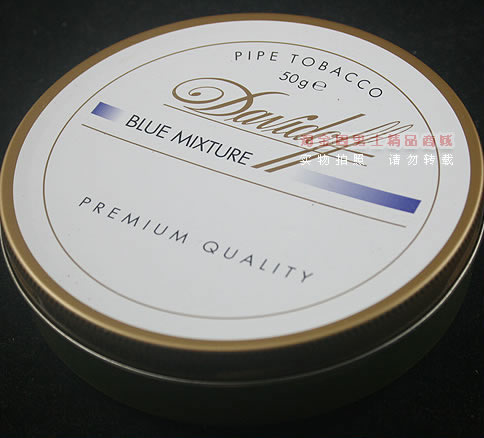 PIPE TOBACCO
50g℮
Davidoff
BLUE MIXTURE
PREMIUM QUALITY
实物拍照 请勿转载